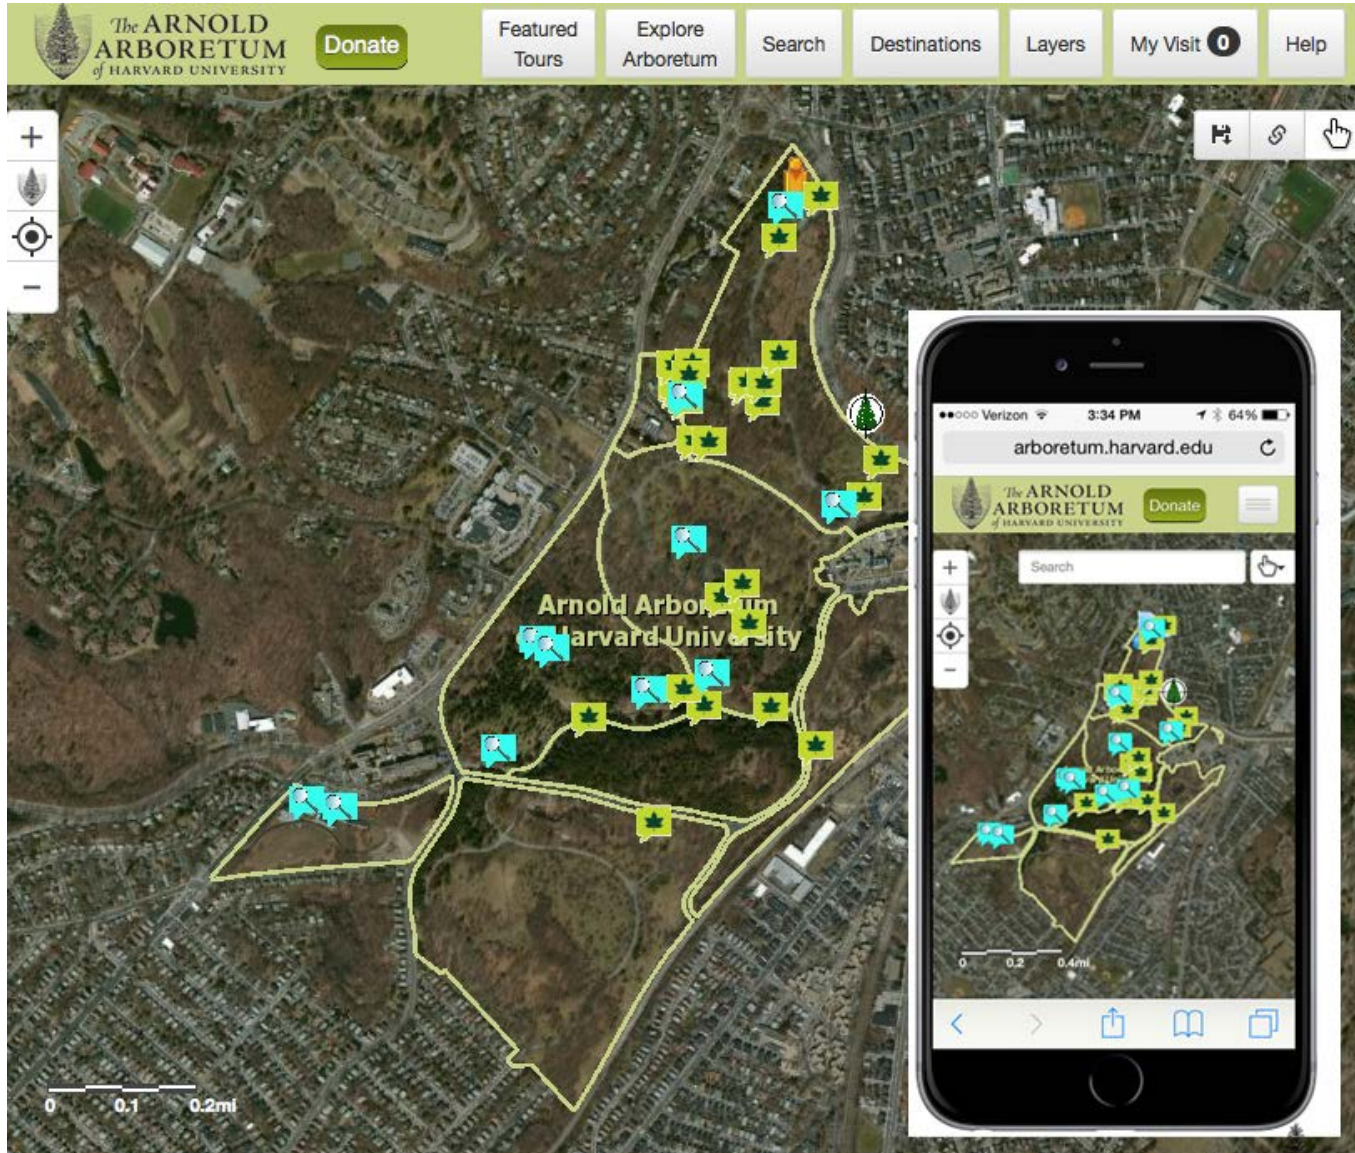 The ARNOLD
ARBORETUM
of HARVARD UNIVERSITY
Donate
Featured
Tours
Explore
Arboretum
Search
Destinations
Layers
My Visit 0
Help
+
−
Arnold Arboretum
Harvard University
0 0.1 0.2mi
Verizon 3:34 PM 64%
arboretum.harvard.edu
The ARNOLD
ARBORETUM
of HARVARD UNIVERSITY
Donate
+
Search
−
0 0.2 0.4mi